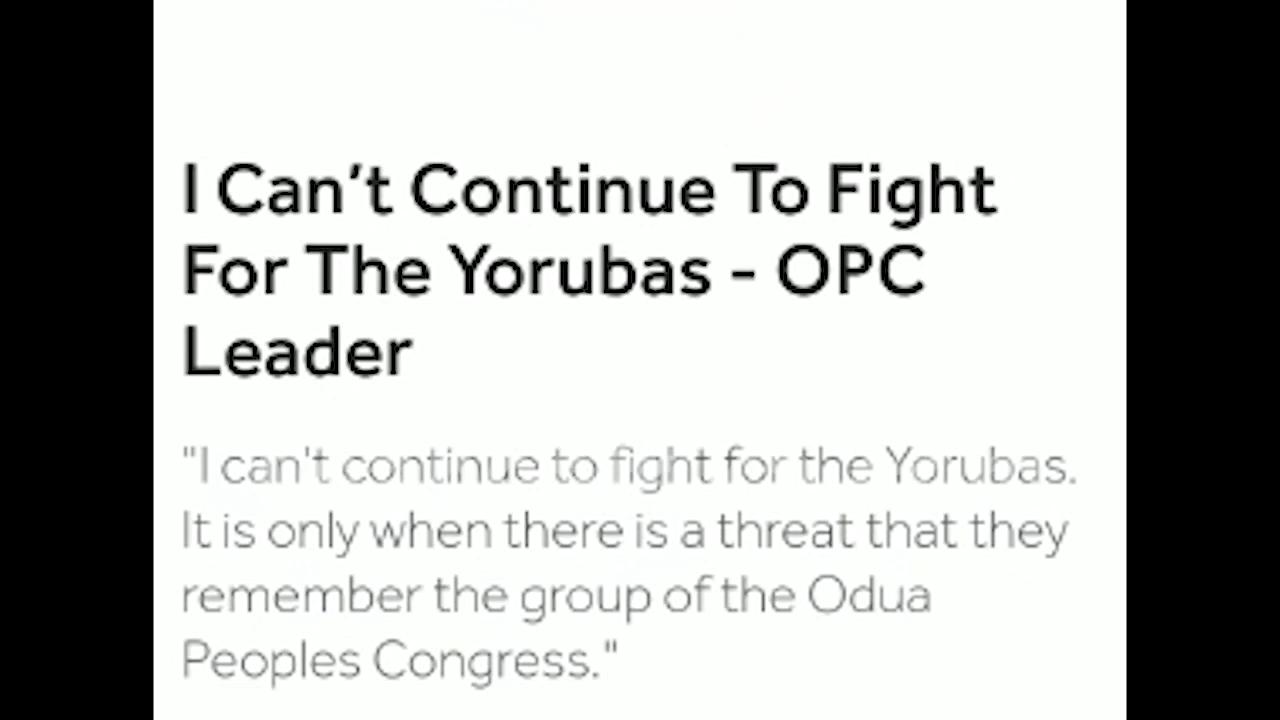 I Can’t Continue To Fight
For The Yorubas - OPC
Leader
"I can't continue to fight for the Yorubas.
It is only when there is a threat that they
remember the group of the Odua
Peoples Congress."